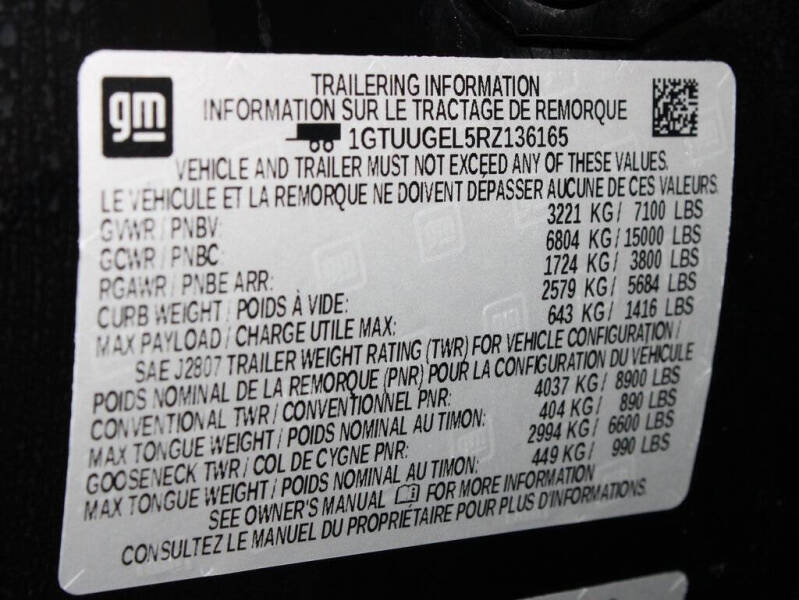 gm
TRAILERING INFORMATION
INFORMATION SUR LE TRACTAGE DE REMORQUE
1GTUUGEL5RZ136165
VEHICLE AND TRAILER MUST NOT EXCEED ANY OF THESE VALUES.
LE VÉHICULE ET LA REMORQUE NE DOIVENT DÉPASSER AUCUNE DE CES VALEURS.
GVWR / PNBV: 3221 KG/ 7100 LBS
GCWR / PNBC 6804 KG/ 15000 LBS
RGAWR / PNBE ARR: 1724 KG/ 3800 LBS
CURB WEIGHT / POIDS À VIDE: 2579 KG/ 5684 LBS
MAX PAYLOAD / CHARGE UTILE MAX: 643 KG/ 1416 LBS
SAE J2807 TRAILER WEIGHT RATING (TWR) FOR VEHICLE CONFIGURATION /
POIDS NOMINAL DE LA REMORQUE (PNR) POUR LA CONFIGURATION DU VÉHICULE
CONVENTIONAL TWR / CONVENTIONNEL PNR: 4037 KG/ 8900 LBS
MAX TONGUE WEIGHT / POIDS NOMINAL AU TIMON: 404 KG/ 890 LBS
GOOSENECK TWR / COL DE CYGNE PNR: 2994 KG/ 6600 LBS
MAX TONGUE WEIGHT / POIDS NOMINAL AU TIMON: 449 KG/ 990 LBS
SEE OWNER'S MANUAL FOR MORE INFORMATION
CONSULTEZ LE MANUEL DU PROPRIÉTAIRE POUR PLUS D'INFORMATIONS.